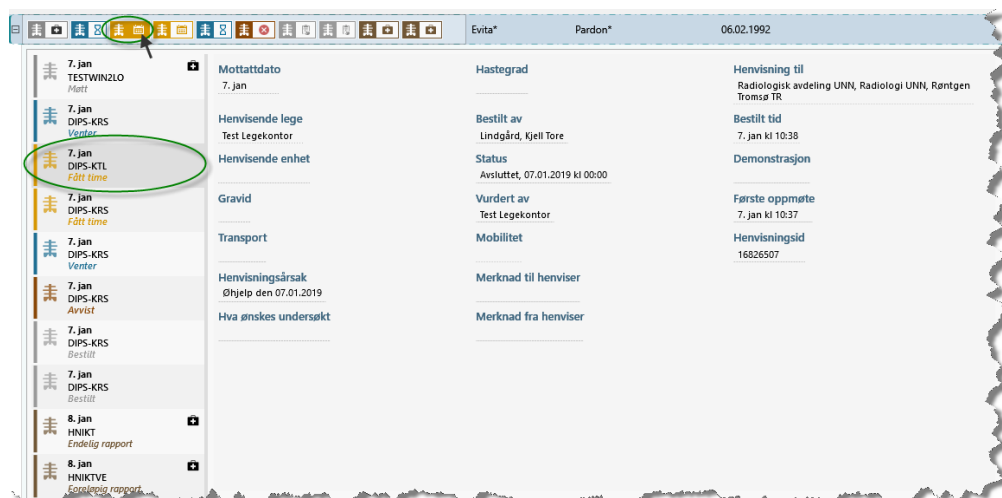 Evita* Pardon* 06.02.1992
7. jan
TESTWIN2LO
Møtt
7. jan
DIPS-KRS
Venter
7. jan
DIPS-KTL
Fått time
7. jan
DIPS-KRS
Fått time
7. jan
DIPS-KRS
Venter
7. jan
DIPS-KRS
Avvist
7. jan
DIPS-KRS
Bestilt
7. jan
DIPS-KRS
Bestilt
8. jan
HNIKT
Endelig rapport
8. jan
HNIKTVE
Foreløpig rapport
Mottattdato Hastegrad Henvisning til
7. jan Radiologisk avdeling UNN, Radiologi UNN, Røntgen
Tromsø TR
Henvisende lege Bestilt av Bestilt tid
Test Legekontor Lindgård, Kjell Tore 7. jan kl 10:38
Henvisende enhet Status Demonstrasjon
Avsluttet, 07.01.2019 kl 00:00
Gravid Vurdert av Første oppmøte
Test Legekontor 7. jan kl 10:37
Transport Mobilitet Henvisningsid
16826507
Henvisningsårsak Merknad til henviser
Øhjelp den 07.01.2019
Hva ønskes undersøkt Merknad fra henviser